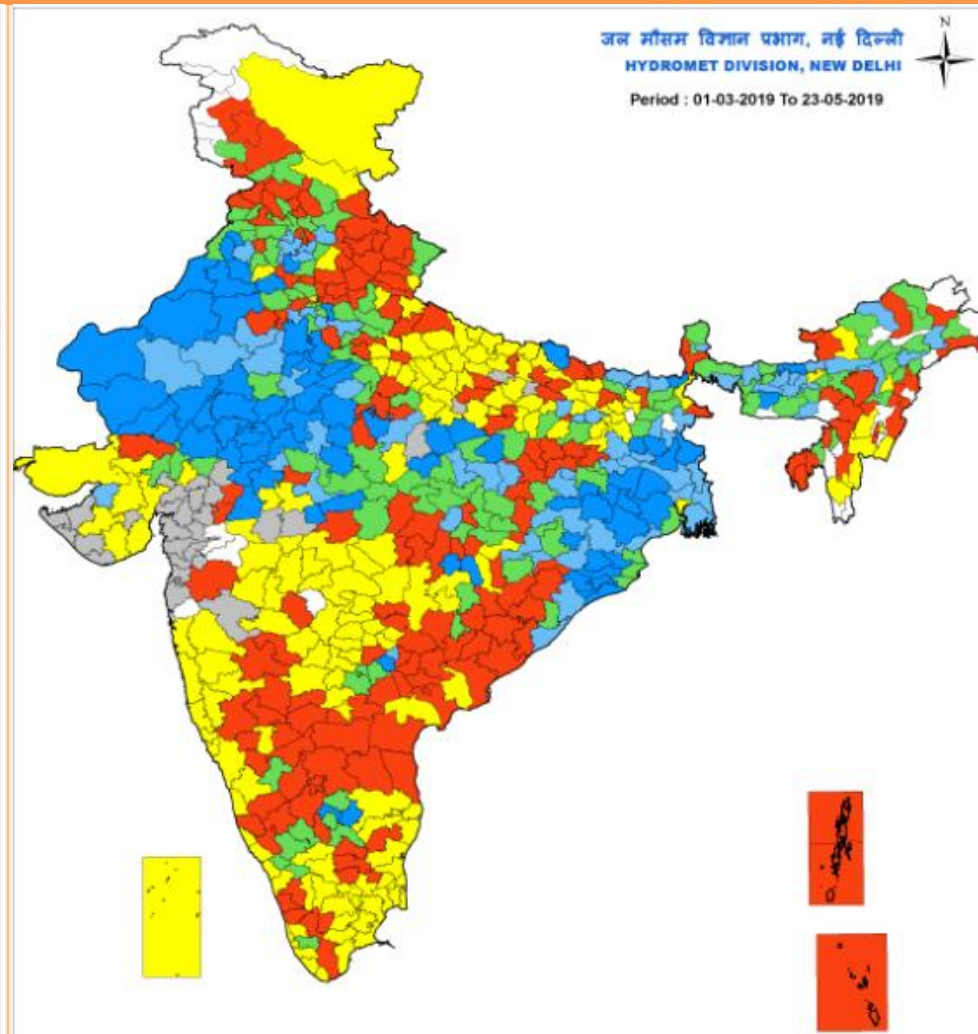 जल मौसम विज्ञान प्रभाग, नई दिल्ली
N
HYDROMET DIVISION, NEW DELHI
Period : 01-03-2019 To 23-05-2019